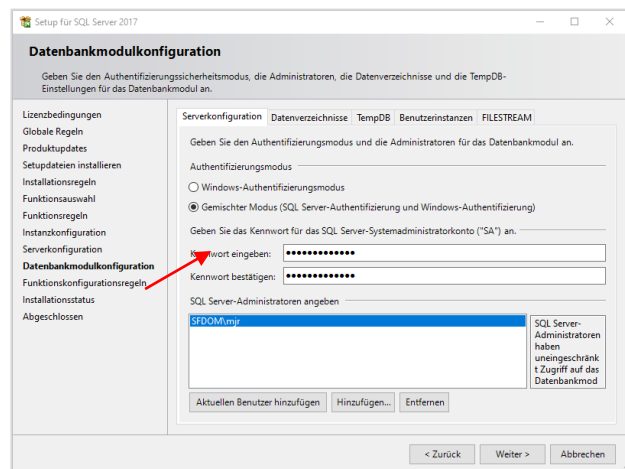 Setup für SQL Server 2017
Datenbankmodulkonfiguration
Geben Sie den Authentifizierungssicherheitsmodus, die Administratoren, die Datenverzeichnisse und die TempDB-
Einstellungen für das Datenbankmodul an.
Lizenzbedingungen
Globale Regeln
Produktupdates
Setupdateien installieren
Installationsregeln
Funktionsauswahl
Funktionsregeln
Instanzkonfiguration
Serverkonfiguration
Datenbankmodulkonfiguration
Funktionskonfigurationsregeln
Installationsstatus
Abgeschlossen
Serverkonfiguration Datenverzeichnisse TempDB Benutzerinstanzen FILESTREAM
Geben Sie den Authentifizierungsmodus und die Administratoren für das Datenbankmodul an.
Authentifizierungsmodus
Windows-Authentifizierungsmodus
Gemischter Modus (SQL Server-Authentifizierung und Windows-Authentifizierung)
Geben Sie das Kennwort für das SQL Server-Systemadministratorkonto ("SA") an.
Kennwort eingeben: ●●●●●●●●●●●●●
Kennwort bestätigen: ●●●●●●●●●●●●●
SQL Server-Administratoren angeben
SFDOM\mjr
SQL Server-
Administratoren
haben
uneingeschränk
t Zugriff auf das
Datenbankmod
Aktuellen Benutzer hinzufügen Hinzufügen... Entfernen
< Zurück Weiter > Abbrechen